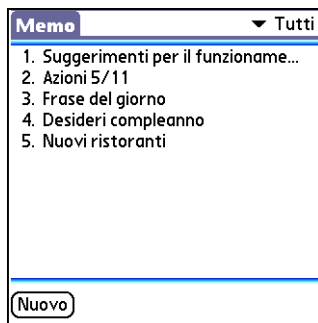 Memo
Tutti
1. Suggerimenti per il funzioname...
2. Azioni 5/11
3. Frase del giorno
4. Desideri compleanno
5. Nuovi ristoranti
Nuovo